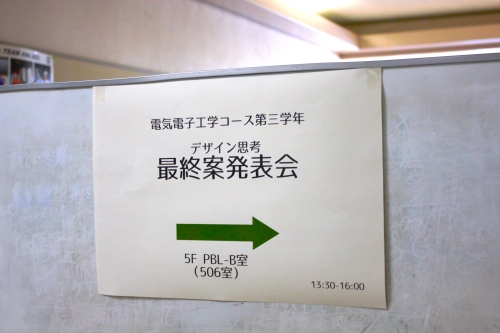 TEAM
電気電子工学コース第三学年
デザイン思考
最終案発表会
5F PBL-B室
(506室)
13:30-16:00